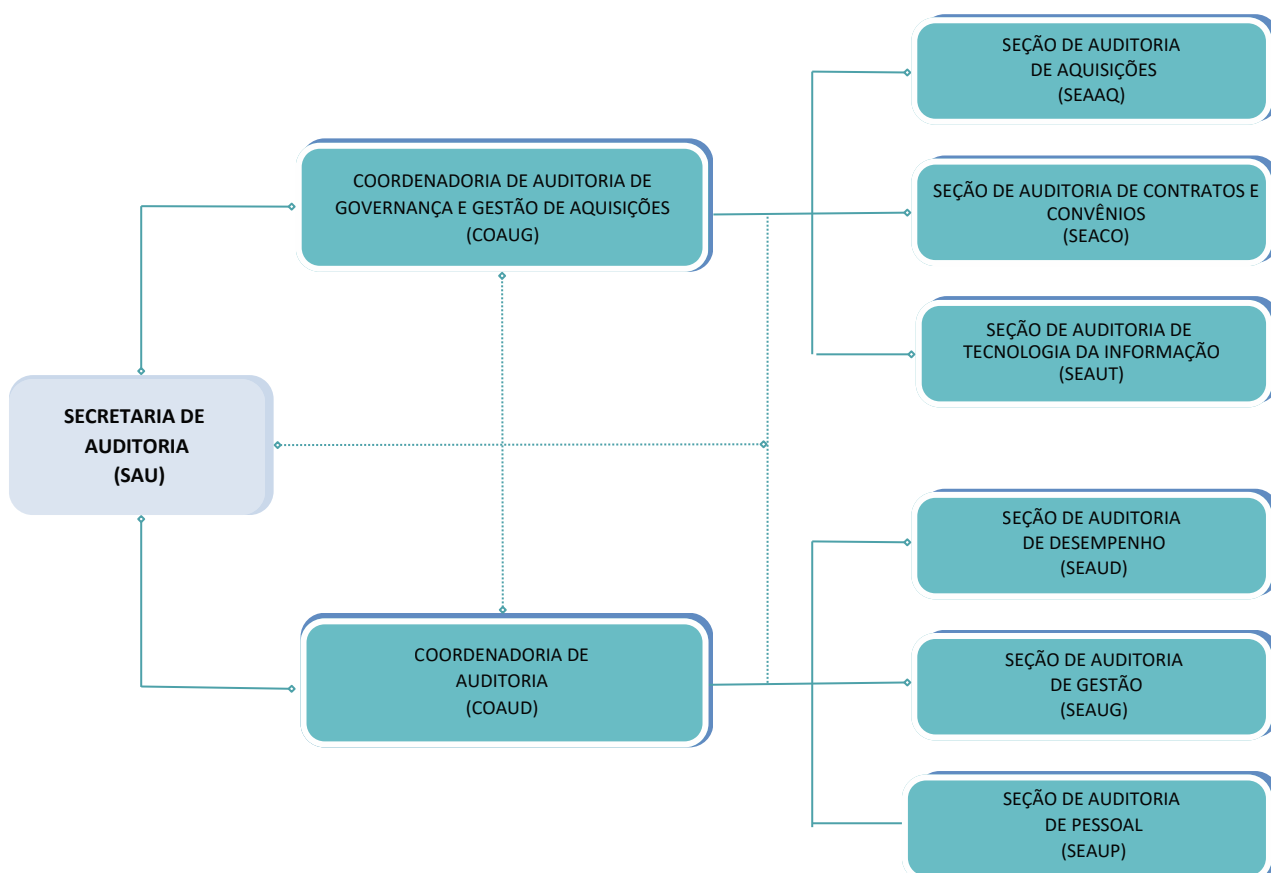 SEÇÃO DE AUDITORIA
DE AQUISIÇÕES
(SEAAQ)
COORDENADORIA DE AUDITORIA DE
GOVERNANÇA E GESTÃO DE AQUISIÇÕES
(COAUG)
SEÇÃO DE AUDITORIA DE CONTRATOS E
CONVÊNIOS
(SEACO)
SEÇÃO DE AUDITORIA DE
TECNOLOGIA DA INFORMAÇÃO
(SEAUT)
SECRETARIA DE
AUDITORIA
(SAU)
SEÇÃO DE AUDITORIA
DE DESEMPENHO
(SEAUD)
COORDENADORIA DE
AUDITORIA
(COAUD)
SEÇÃO DE AUDITORIA
DE GESTÃO
(SEAUG)
SEÇÃO DE AUDITORIA
DE PESSOAL
(SEAUP)